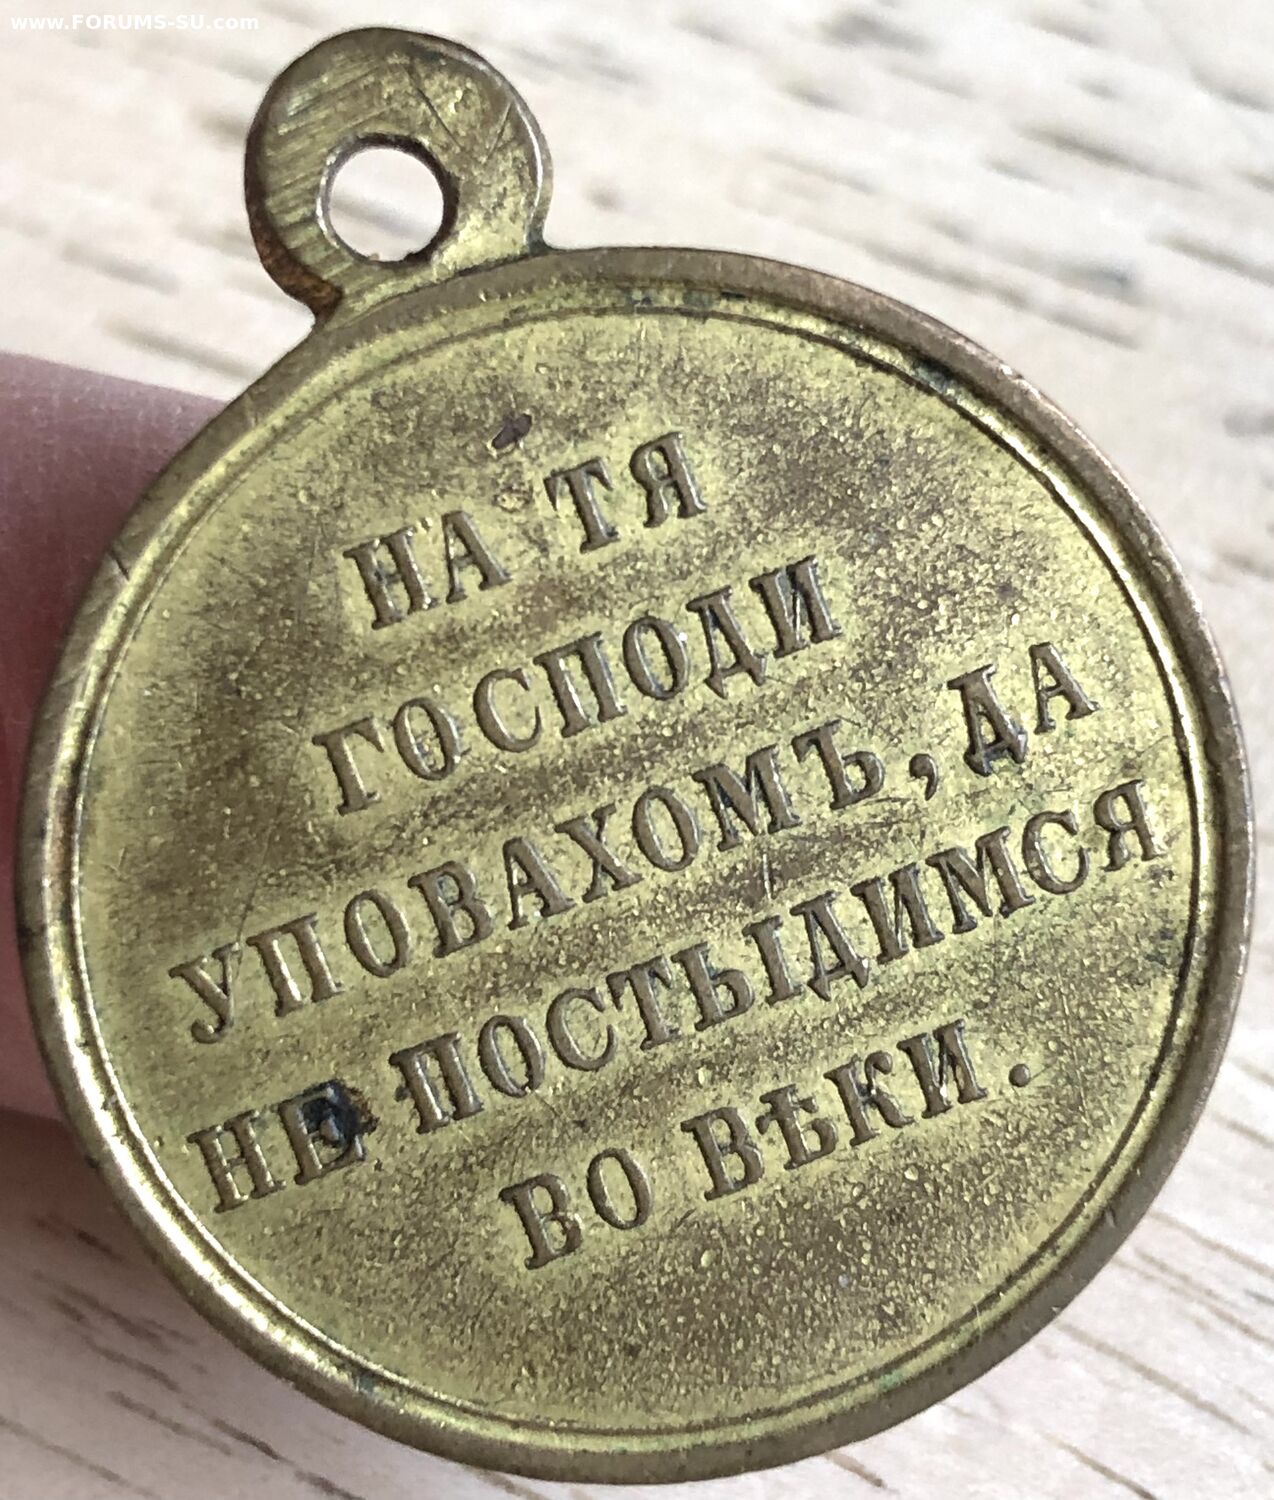 www.FORUMS-SU.com
НА ТЯ
ГОСПОДИ
УПОВАХОМЪ, ДА
НЕ ПОСТЫДИМСЯ
ВО ВѢКИ.